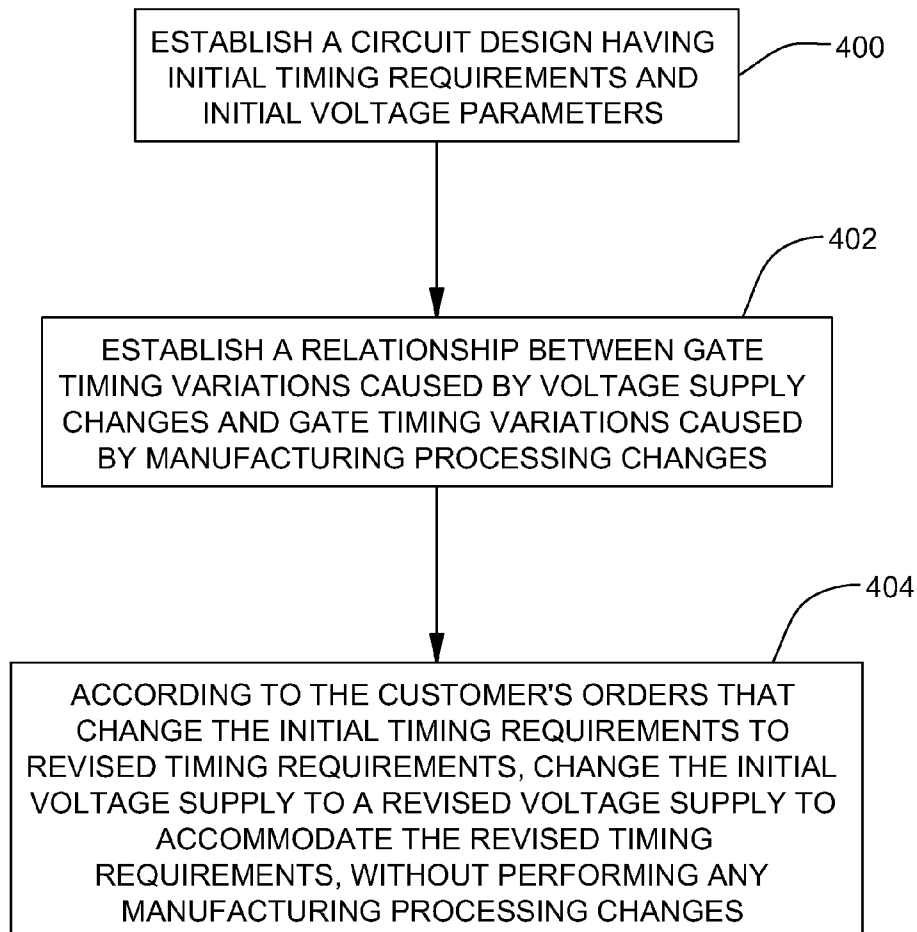 ESTABLISH A CIRCUIT DESIGN HAVING
INITIAL TIMING REQUIREMENTS AND
INITIAL VOLTAGE PARAMETERS
400
402
ESTABLISH A RELATIONSHIP BETWEEN GATE
TIMING VARIATIONS CAUSED BY VOLTAGE SUPPLY
CHANGES AND GATE TIMING VARIATIONS CAUSED
BY MANUFACTURING PROCESSING CHANGES
404
ACCORDING TO THE CUSTOMER'S ORDERS THAT
CHANGE THE INITIAL TIMING REQUIREMENTS TO
REVISED TIMING REQUIREMENTS, CHANGE THE INITIAL
VOLTAGE SUPPLY TO A REVISED VOLTAGE SUPPLY TO
ACCOMMODATE THE REVISED TIMING
REQUIREMENTS, WITHOUT PERFORMING ANY
MANUFACTURING PROCESSING CHANGES